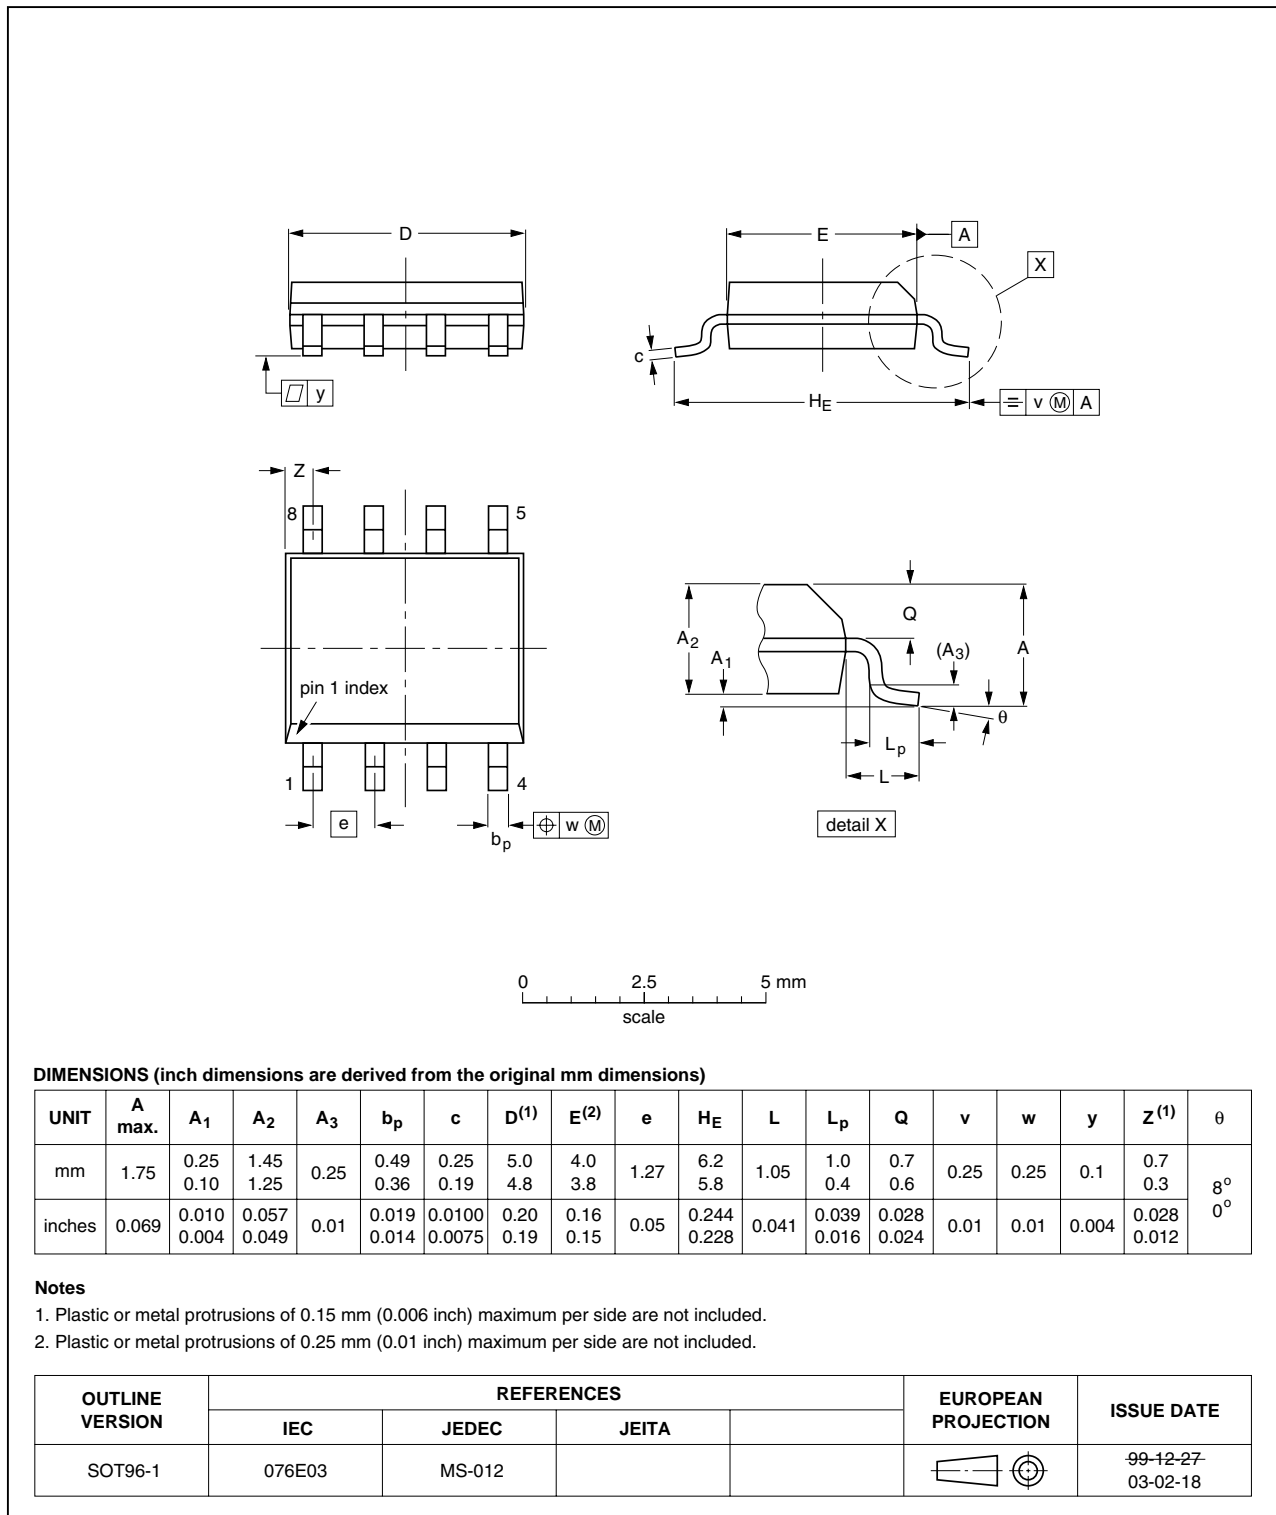 D
E
A
X
c
y
HE
v M A
Z
8
5
pin 1 index
1
4
e
bp
w M
A2
A1
Q
(A3)
A
θ
Lp
L
detail X
0 2.5 5 mm
scale
DIMENSIONS (inch dimensions are derived from the original mm dimensions)
UNIT A max. A1 A2 A3 bp c D(1) E(2) e HE L Lp Q v w y Z(1) θ
mm 1.75 0.25 0.10 1.45 1.25 0.25 0.49 0.36 0.25 0.19 5.0 4.8 4.0 3.8 1.27 6.2 5.8 1.05 1.0 0.4 0.7 0.6 0.25 0.25 0.1 0.7 0.3 8° 0°
inches 0.069 0.010 0.004 0.057 0.049 0.01 0.019 0.014 0.0100 0.0075 0.20 0.19 0.16 0.15 0.05 0.244 0.228 0.041 0.039 0.016 0.028 0.024 0.01 0.01 0.004 0.028 0.012
Notes
1. Plastic or metal protrusions of 0.15 mm (0.006 inch) maximum per side are not included.
2. Plastic or metal protrusions of 0.25 mm (0.01 inch) maximum per side are not included.
OUTLINE VERSION REFERENCES EUROPEAN PROJECTION ISSUE DATE
IEC JEDEC JEITA
SOT96-1 076E03 MS-012 99-12-27
03-02-18